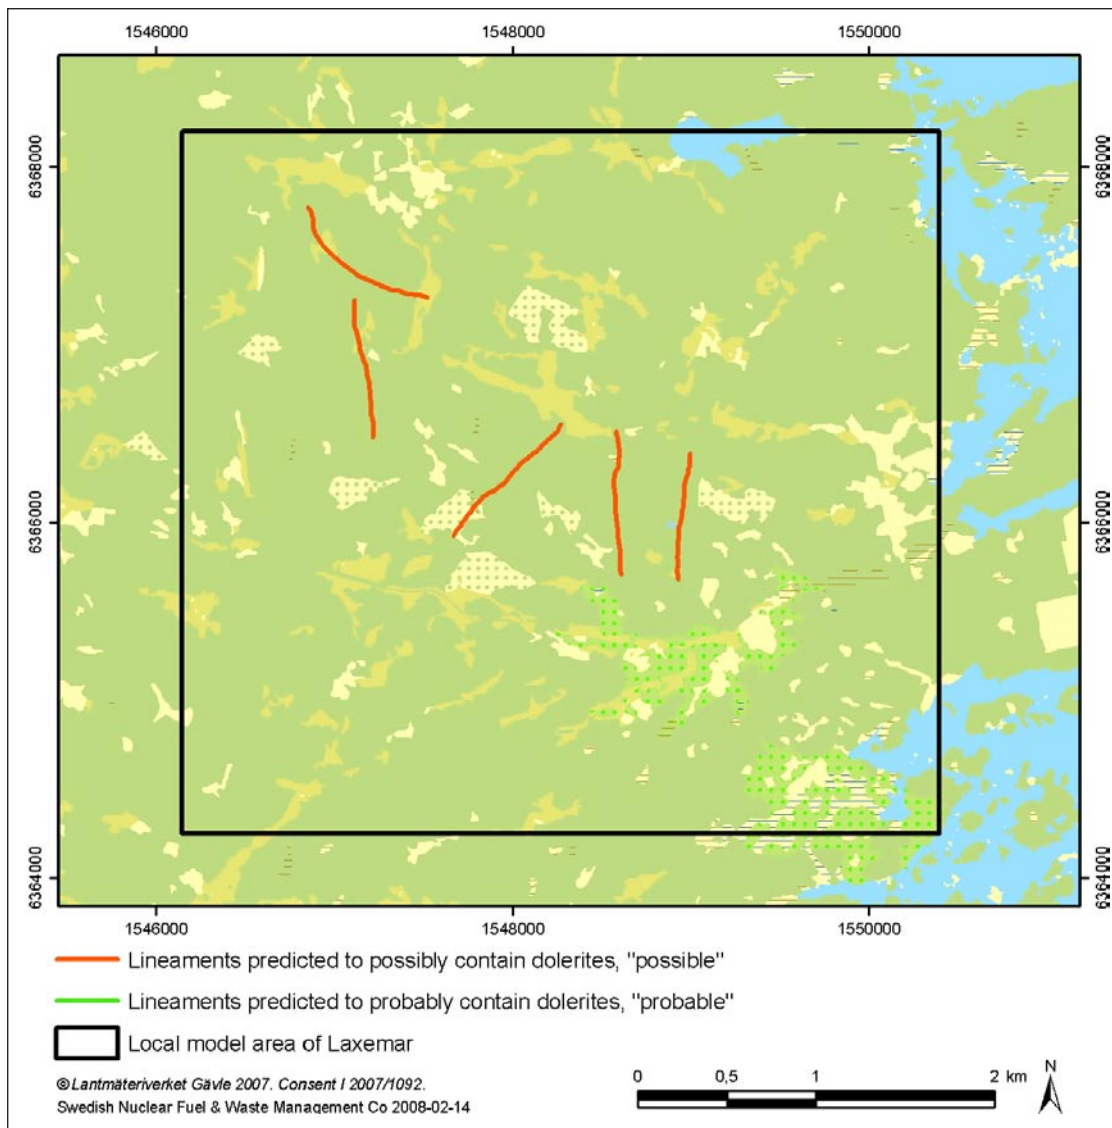 1546000 1548000 1550000
6368000 6368000
6366000 6366000
6364000 6364000
1546000 1548000 1550000
Lineaments predicted to possibly contain dolerites, "possible"
Lineaments predicted to probably contain dolerites, "probable"
Local model area of Laxemar
©Lantmäteriverket Gävle 2007. Consent I 2007/1092.
Swedish Nuclear Fuel & Waste Management Co 2008-02-14
0 0,5 1 2 km
N